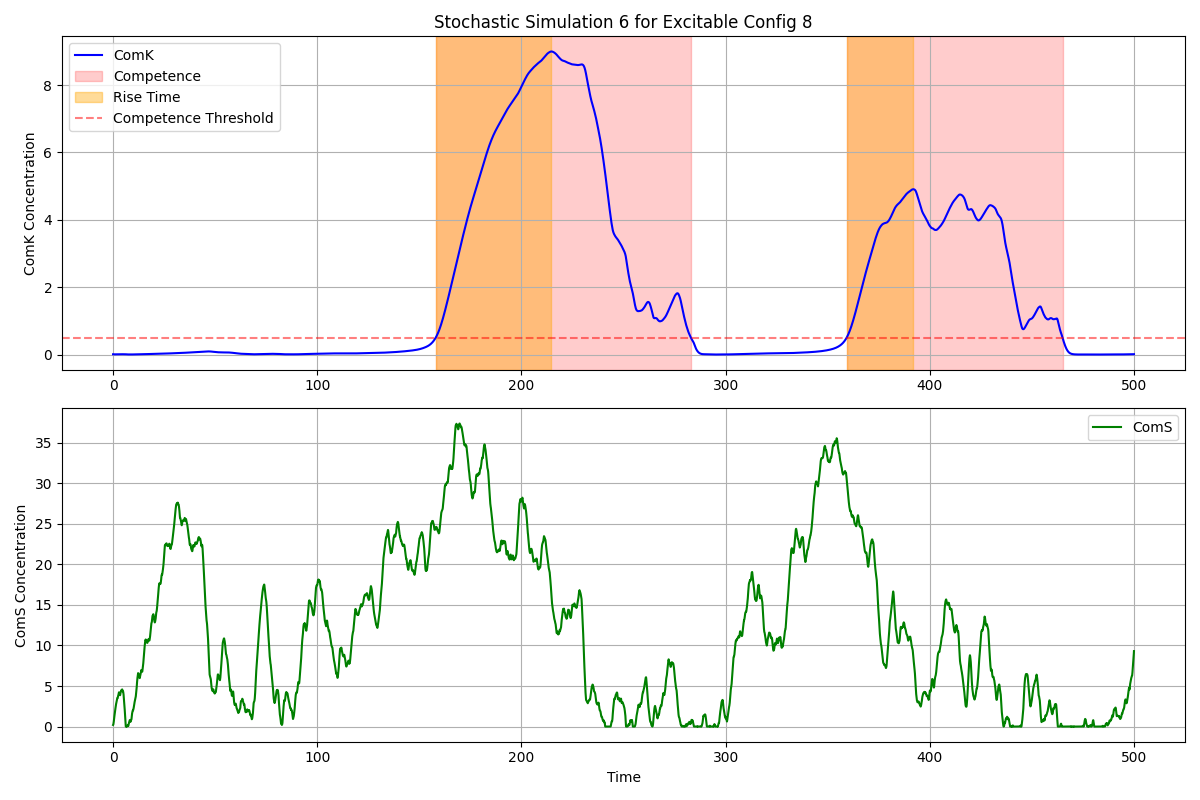 Stochastic Simulation 6 for Excitable Config 8
ComK
Competence
Rise Time
Competence Threshold
ComK Concentration
8
6
4
2
0
0 100 200 300 400 500
ComS
ComS Concentration
35
30
25
20
15
10
5
0
0 100 200 300 400 500
Time